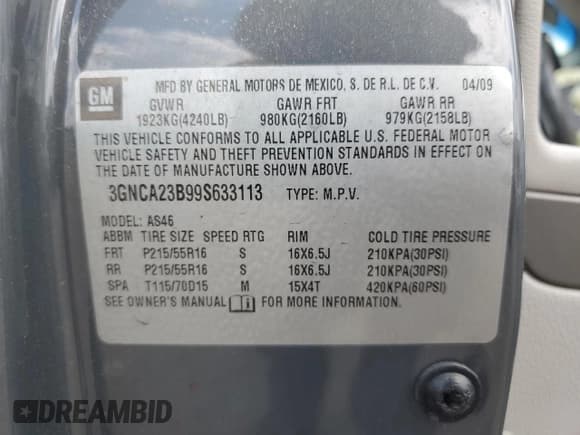 GM
MFD BY GENERAL MOTORS DE MEXICO, S. DE R.L. DE C.V. 04/09
GVWR GAWR FRT GAWR RR
1923KG(4240LB) 980KG(2160LB) 979KG(2158LB)
THIS VEHICLE CONFORMS TO ALL APPLICABLE U.S. FEDERAL MOTOR
VEHICLE SAFETY AND THEFT PREVENTION STANDARDS IN EFFECT ON
THE DATE OF MANUFACTURE SHOWN ABOVE.
3GNCA23B99S633113 TYPE: M.P.V.
MODEL: AS46
ABBM TIRE SIZE SPEED RTG RIM COLD TIRE PRESSURE
FRT P215/55R16 S 16X6.5J 210KPA(30PSI)
RR P215/55R16 S 16X6.5J 210KPA(30PSI)
SPA T115/70D15 M 15X4T 420KPA(60PSI)
SEE OWNER'S MANUAL FOR MORE INFORMATION.
DREAMBID